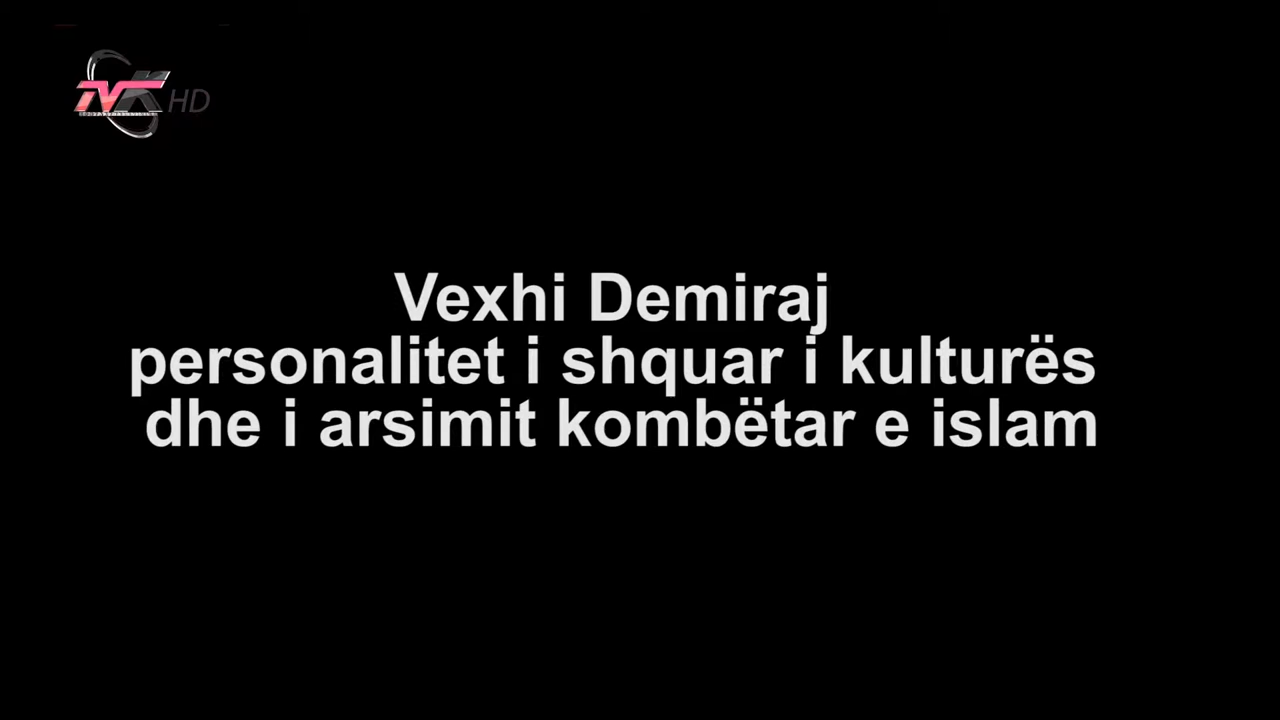 TVK HD
Vexhi Demiraj
personalitet i shquar i kulturës
dhe i arsimit kombëtar e islam